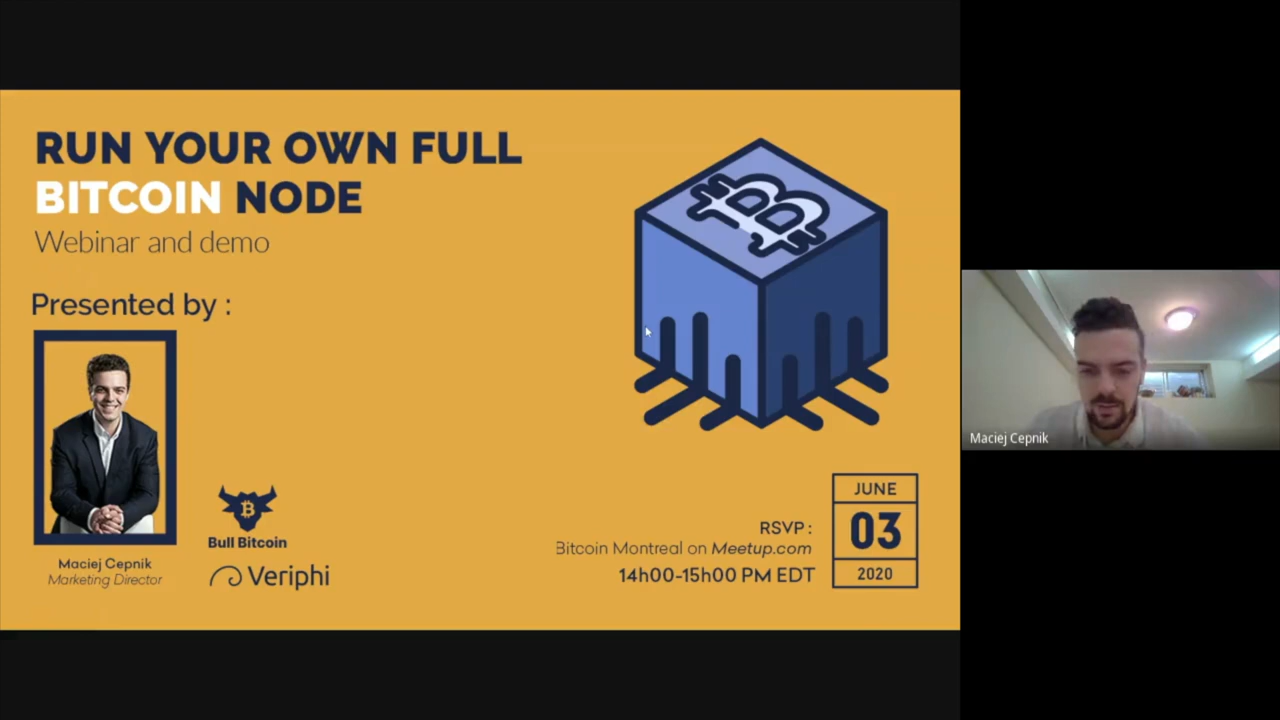 RUN YOUR OWN FULL
BITCOIN NODE
Webinar and demo
Presented by :
Maciej Cepnik
Marketing Director
Bull Bitcoin
Veriphi
RSVP :
Bitcoin Montreal on Meetup.com
14h00-15h00 PM EDT
JUNE
03
2020
Maciej Cepnik